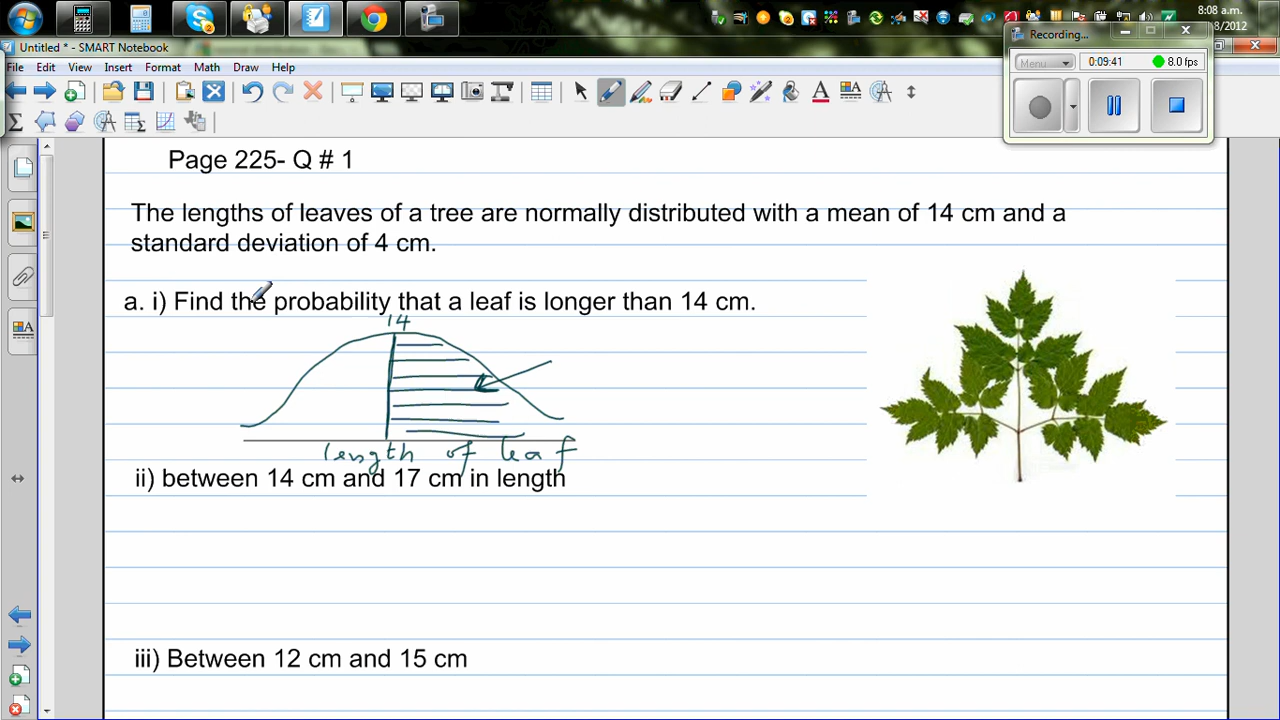 8:08 a.m.
8/2012
Untitled * - SMART Notebook
Recording...
File Edit View Insert Format Math Draw Help
Menu 0:09:41 8.0 fps
Page 225- Q # 1
The lengths of leaves of a tree are normally distributed with a mean of 14 cm and a
standard deviation of 4 cm.
a. i) Find the probability that a leaf is longer than 14 cm.
14
length of leaf
ii) between 14 cm and 17 cm in length
iii) Between 12 cm and 15 cm